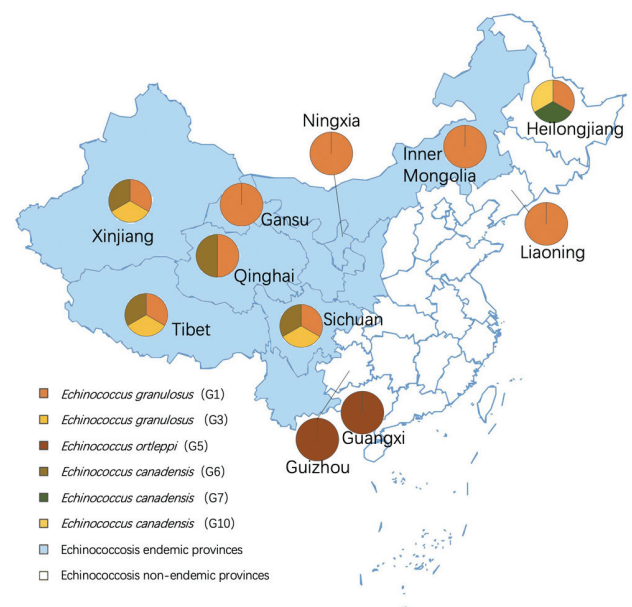 Ningxia
Heilongjiang
Inner
Mongolia
Xinjiang
Gansu
Liaoning
Qinghai
Tibet
Sichuan
Guangxi
Guizhou
Echinococcus granulosus (G1)
Echinococcus granulosus (G3)
Echinococcus ortleppi (G5)
Echinococcus canadensis (G6)
Echinococcus canadensis (G7)
Echinococcus canadensis (G10)
Echinococcosis endemic provinces
Echinococcosis non-endemic provinces